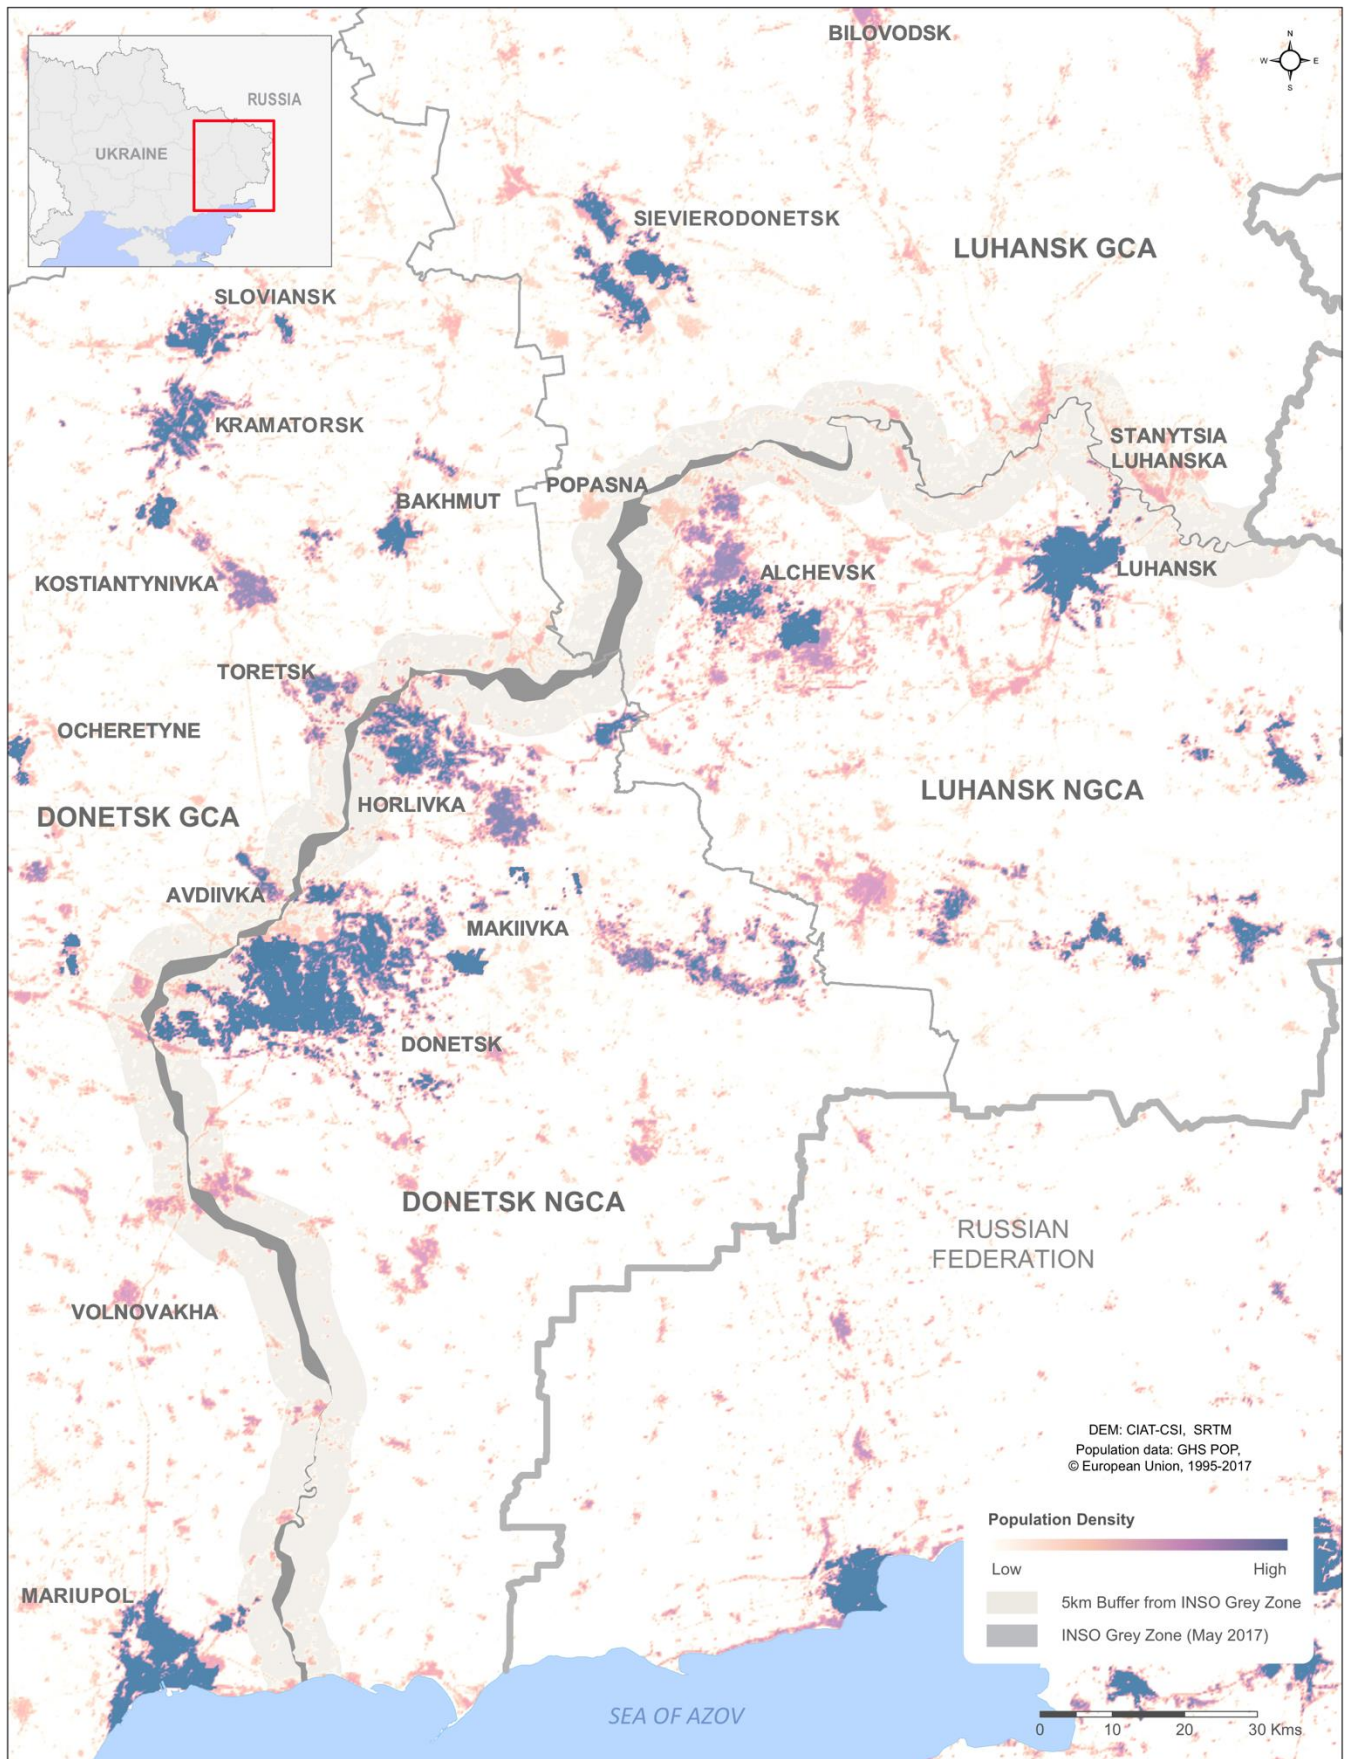 BILOVODSK
N
W
E
S
RUSSIA
UKRAINE
SIEVIERODONETSK
LUHANSK GCA
SLOVIANSK
KRAMATORSK
STANYTSIA
LUHANSKA
POPASNA
BAKHMUT
LUHANSK
ALCHEVSK
KOSTIANTYNIVKA
TORETSK
OCHERETYNE
LUHANSK NGCA
HORLIVKA
DONETSK GCA
AVDIIVKA
MAKIIVKA
DONETSK
DONETSK NGCA
RUSSIAN
FEDERATION
VOLNOVAKHA
DEM: CIAT-CSI, SRTM
Population data: GHS POP,
© European Union, 1995-2017
Population Density
Low
High
5km Buffer from INSO Grey Zone
INSO Grey Zone (May 2017)
MARIUPOL
SEA OF AZOV
0 10 20 30 Kms